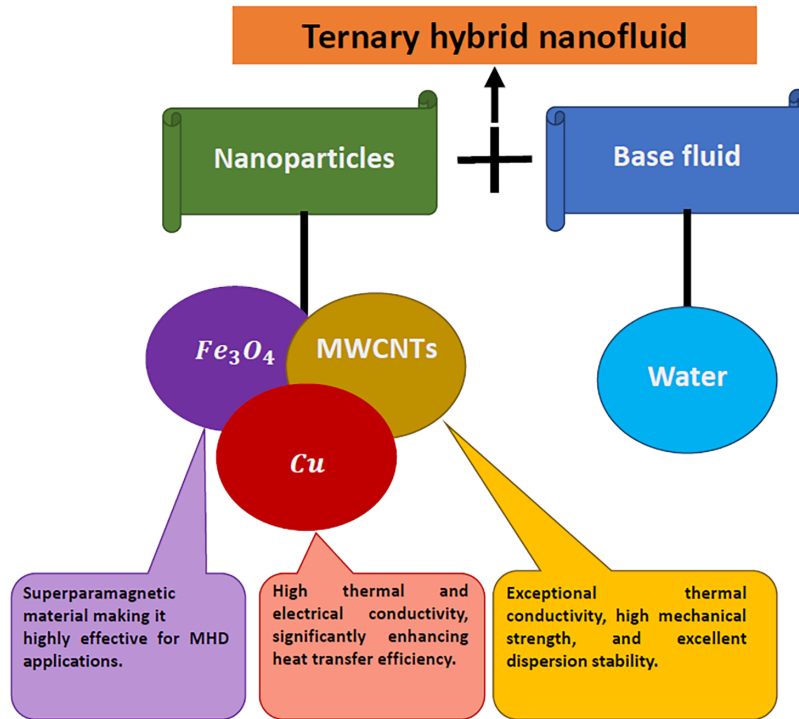 Ternary hybrid nanofluid
Nanoparticles
Base fluid
Fe₃O₄
MWCNTs
Water
Cu
Superparamagnetic
material making it
highly effective for MHD
applications.
High thermal and
electrical conductivity,
significantly enhancing
heat transfer efficiency.
Exceptional thermal
conductivity, high mechanical
strength, and excellent
dispersion stability.